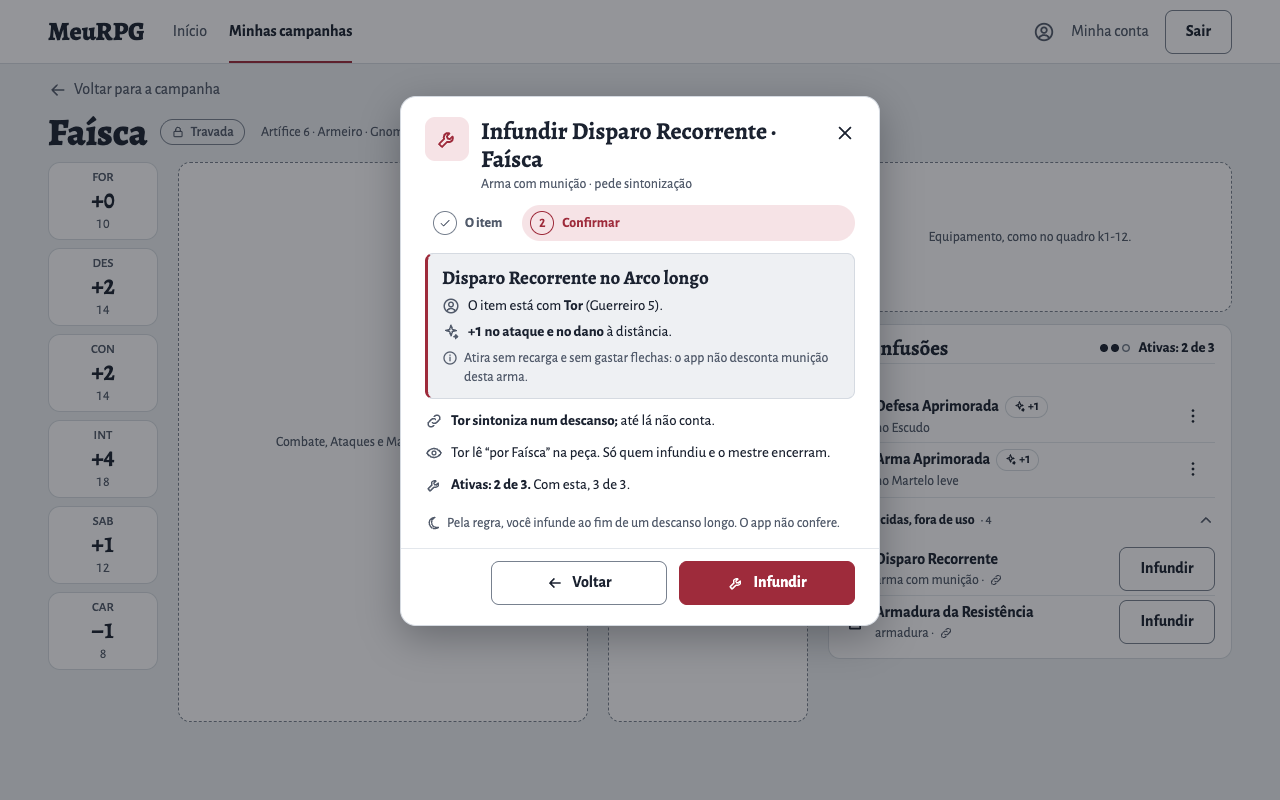 MeuRPG
Início
Minhas campanhas
Minha conta
Sair
Voltar para a campanha
Faísca
Travada
Artífice 6 · Armeiro · Gnom
FOR
+0
10
DES
+2
14
CON
+2
14
INT
+4
18
SAB
+1
12
CAR
−1
8
Combate, Ataques e Ma
Infundir Disparo Recorrente ·
Faísca
Arma com munição · pede sintonização
O item
2
Confirmar
Disparo Recorrente no Arco longo
O item está com Tor (Guerreiro 5).
+1 no ataque e no dano à distância.
Atira sem recarga e sem gastar flechas: o app não desconta munição
desta arma.
Tor sintoniza num descanso; até lá não conta.
Tor lê “por Faísca” na peça. Só quem infundiu e o mestre encerram.
Ativas: 2 de 3. Com esta, 3 de 3.
Pela regra, você infunde ao fim de um descanso longo. O app não confere.
Voltar
Infundir
Equipamento, como no quadro k1-12.
nfusões
Ativas: 2 de 3
Defesa Aprimorada
+1
no Escudo
Arma Aprimorada
+1
no Martelo leve
cidas, fora de uso · 4
Disparo Recorrente
arma com munição ·
Infundir
Armadura da Resistência
armadura ·
Infundir